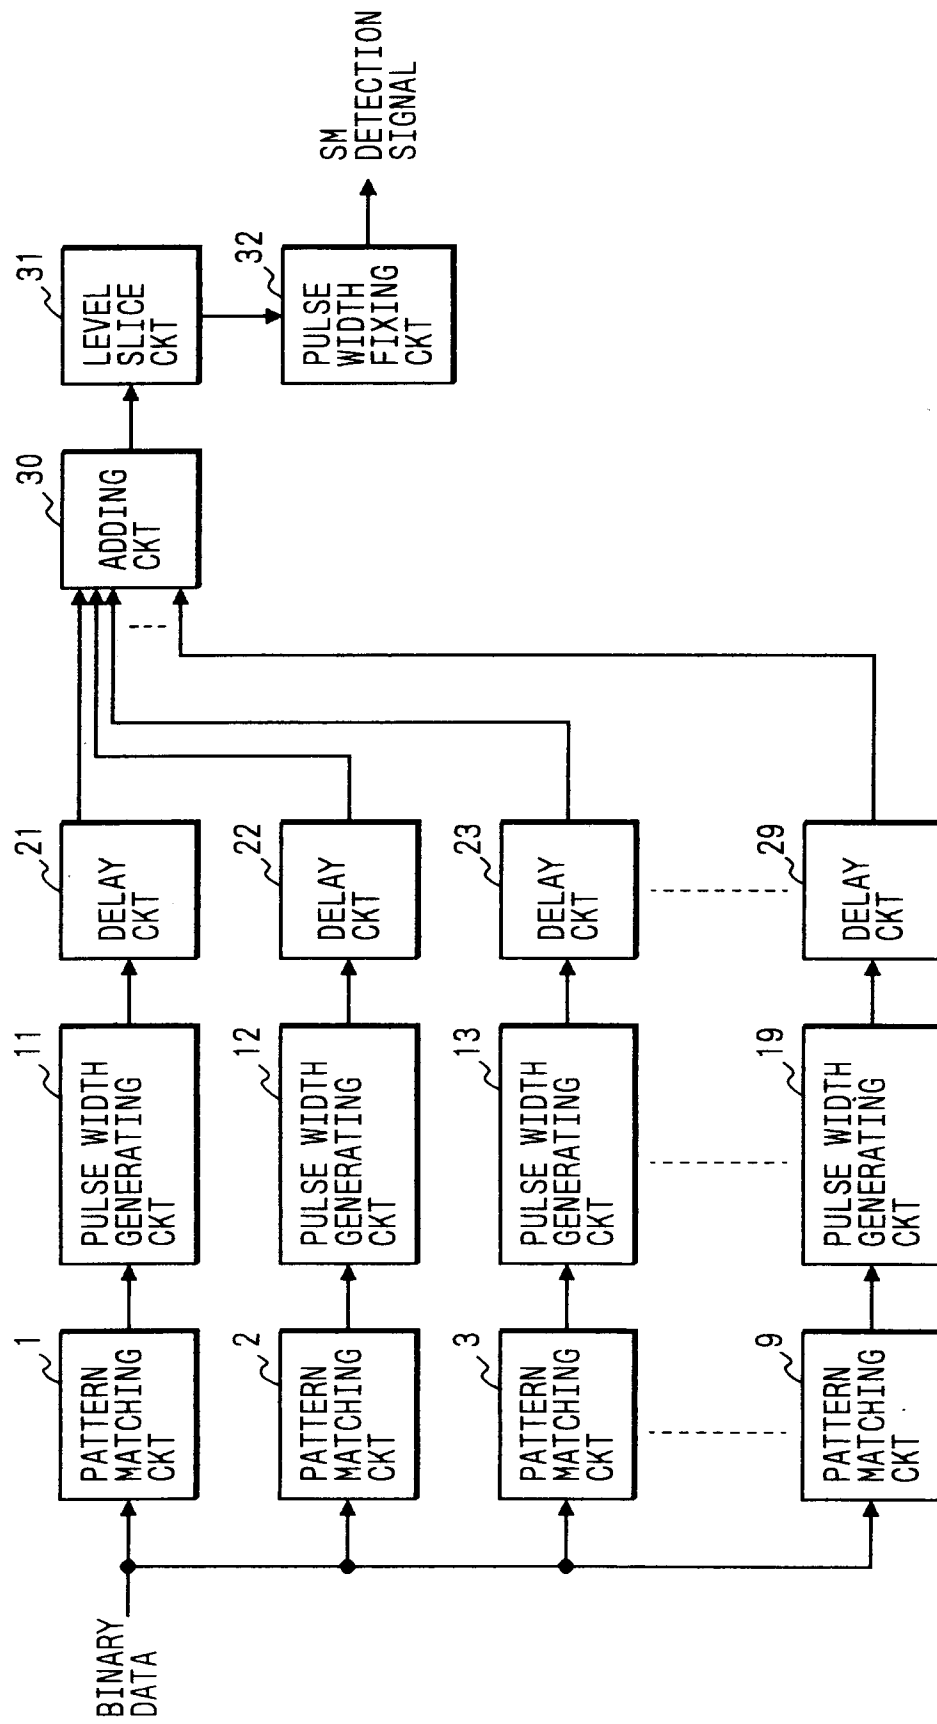 BINARY
DATA
1
PATTERN
MATCHING
CKT
11
PULSE WIDTH
GENERATING
CKT
21
DELAY
CKT
30
ADDING
CKT
31
LEVEL
SLICE
CKT
2
PATTERN
MATCHING
CKT
12
PULSE WIDTH
GENERATING
CKT
22
DELAY
CKT
32
PULSE
WIDTH
FIXING
CKT
SM
DETECTION
SIGNAL
3
PATTERN
MATCHING
CKT
13
PULSE WIDTH
GENERATING
CKT
23
DELAY
CKT
9
PATTERN
MATCHING
CKT
19
PULSE WIDTH
GENERATING
CKT
29
DELAY
CKT